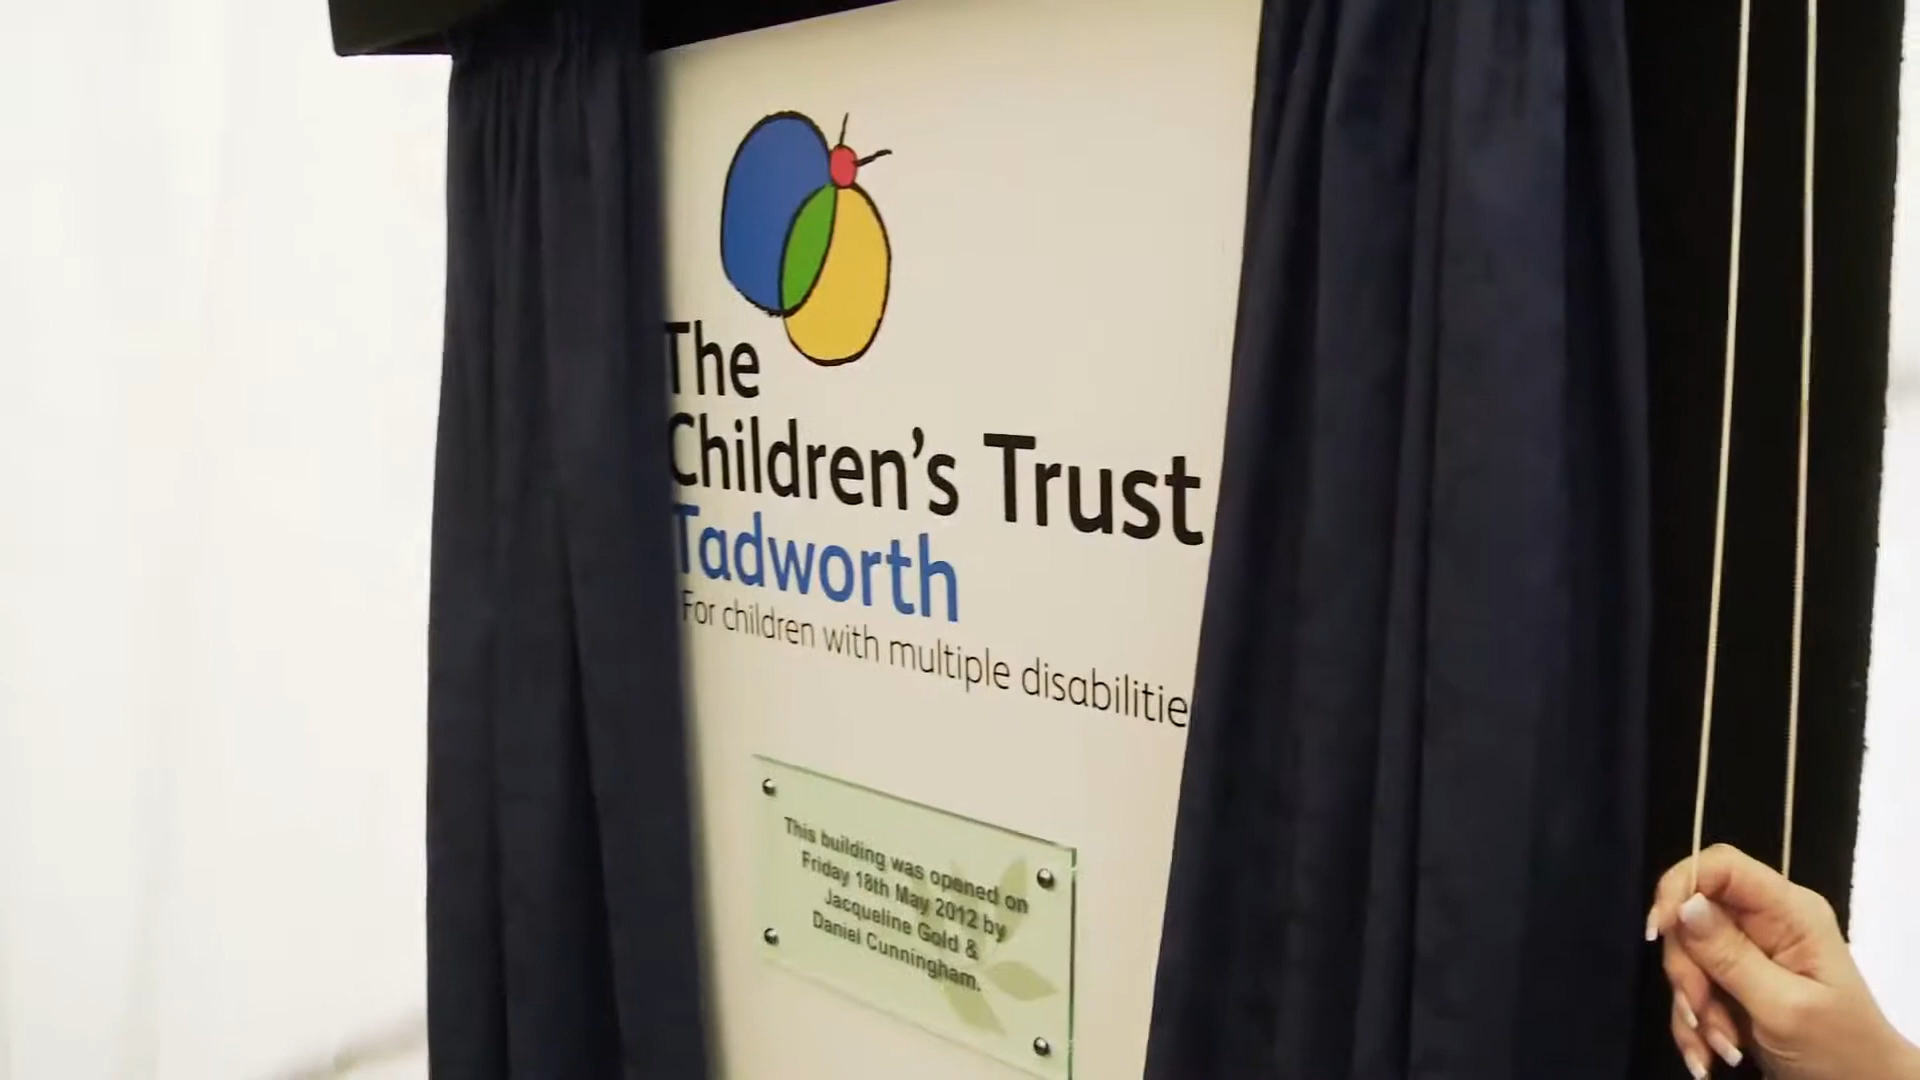 The
Children's Trust
Tadworth
For children with multiple disabilitie
This building was opened on
Friday 18th May 2012 by
Jacqueline Gold &
Daniel Cunningham.